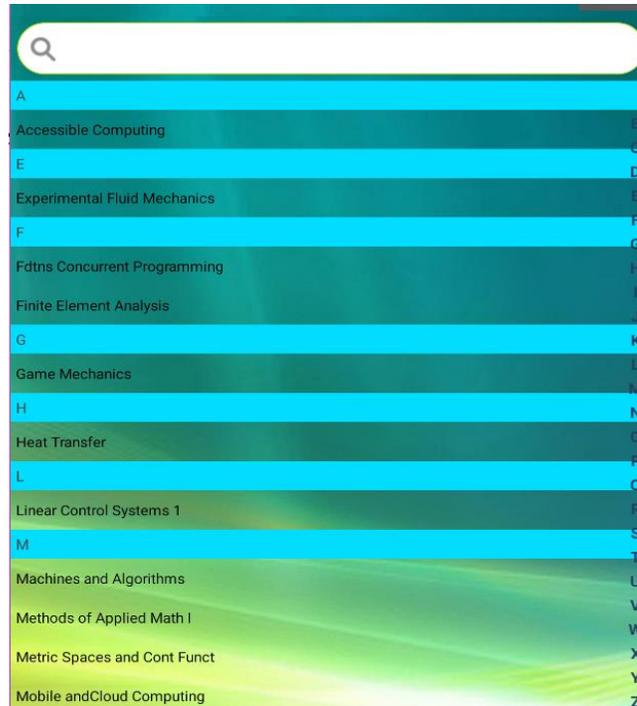 A
Accessible Computing
E
Experimental Fluid Mechanics
F
Fdtns Concurrent Programming
Finite Element Analysis
G
Game Mechanics
H
Heat Transfer
L
Linear Control Systems 1
M
Machines and Algorithms
Methods of Applied Math I
Metric Spaces and Cont Funct
Mobile andCloud Computing
D
K
N
S
T
U
V
W
X
Y
Z